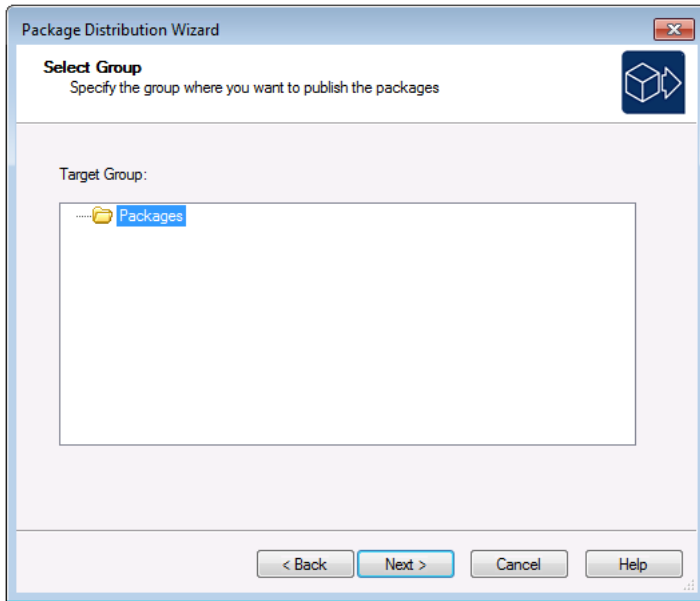 Package Distribution Wizard
Select Group
Specify the group where you want to publish the packages
Target Group:
Packages
< Back Next > Cancel Help